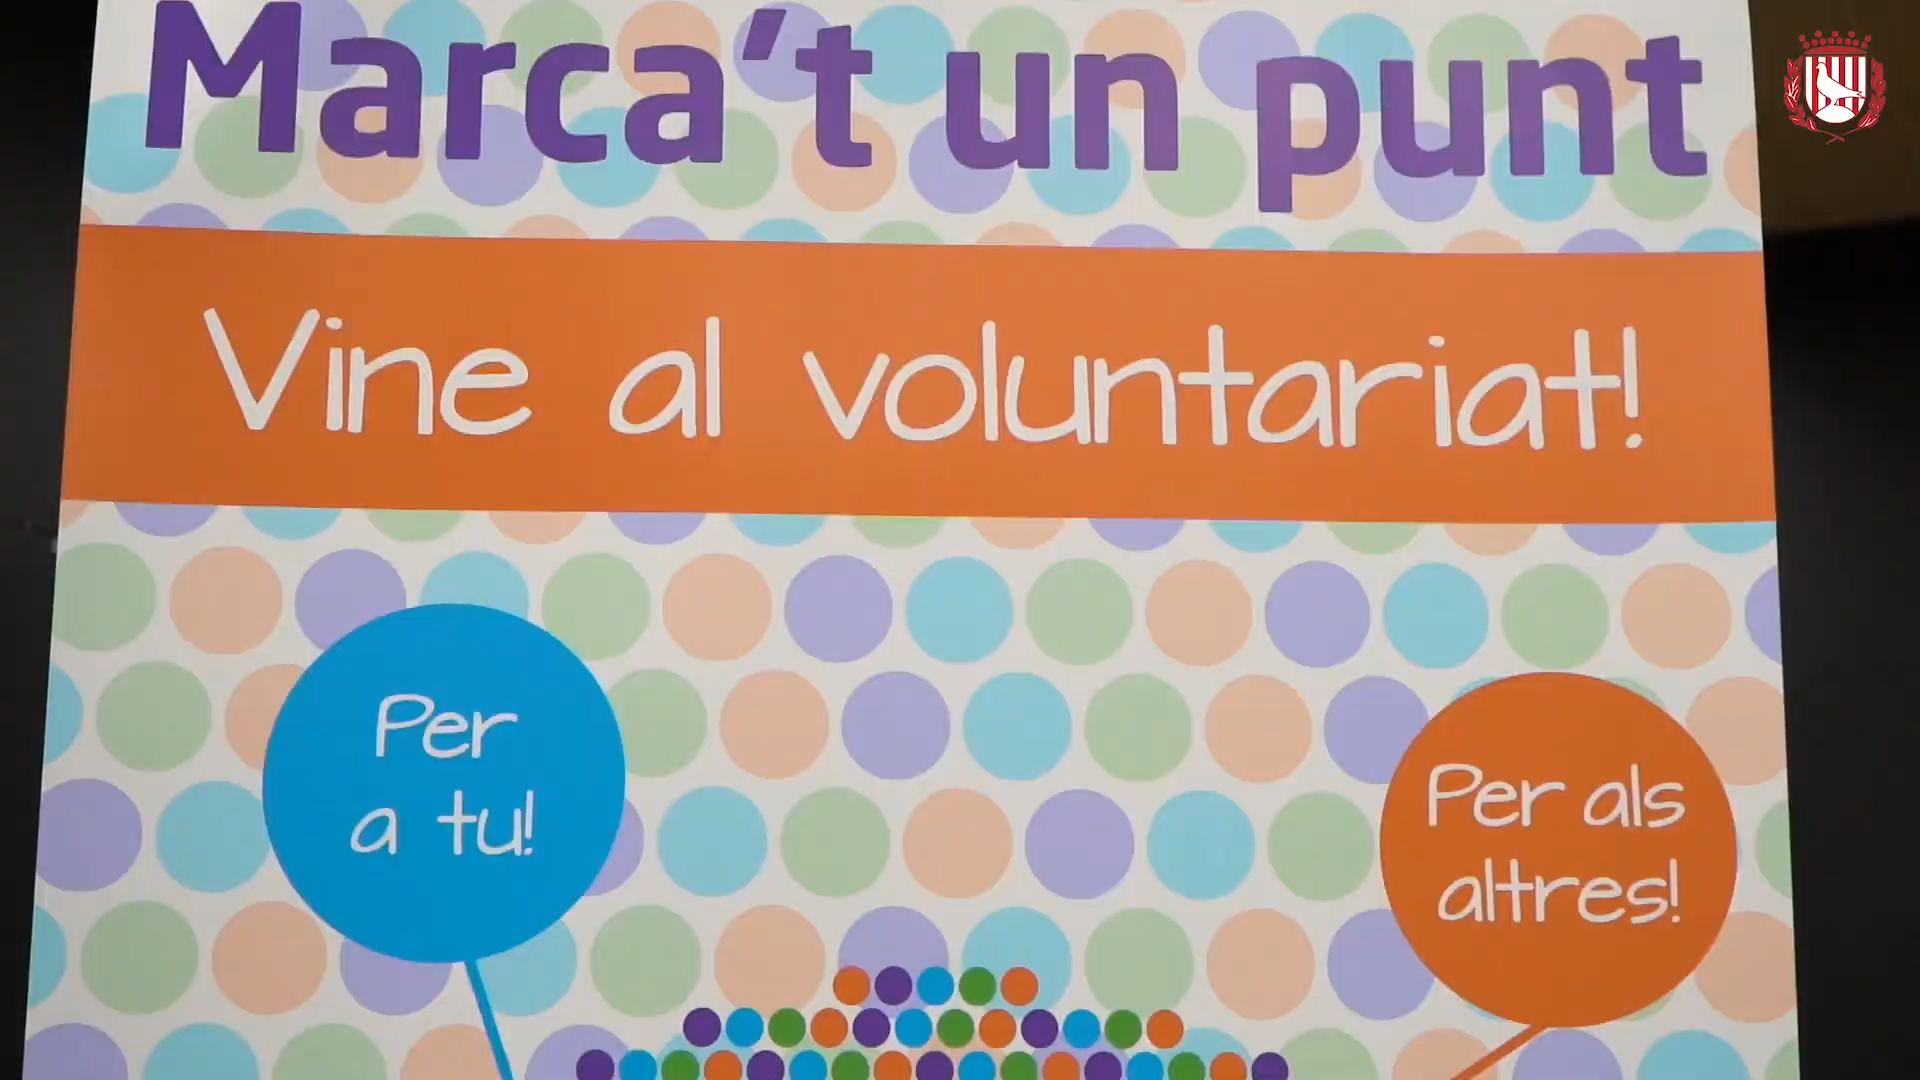 Marca't un punt
Vine al voluntariat!
Per
a tu!
Per als
altres!